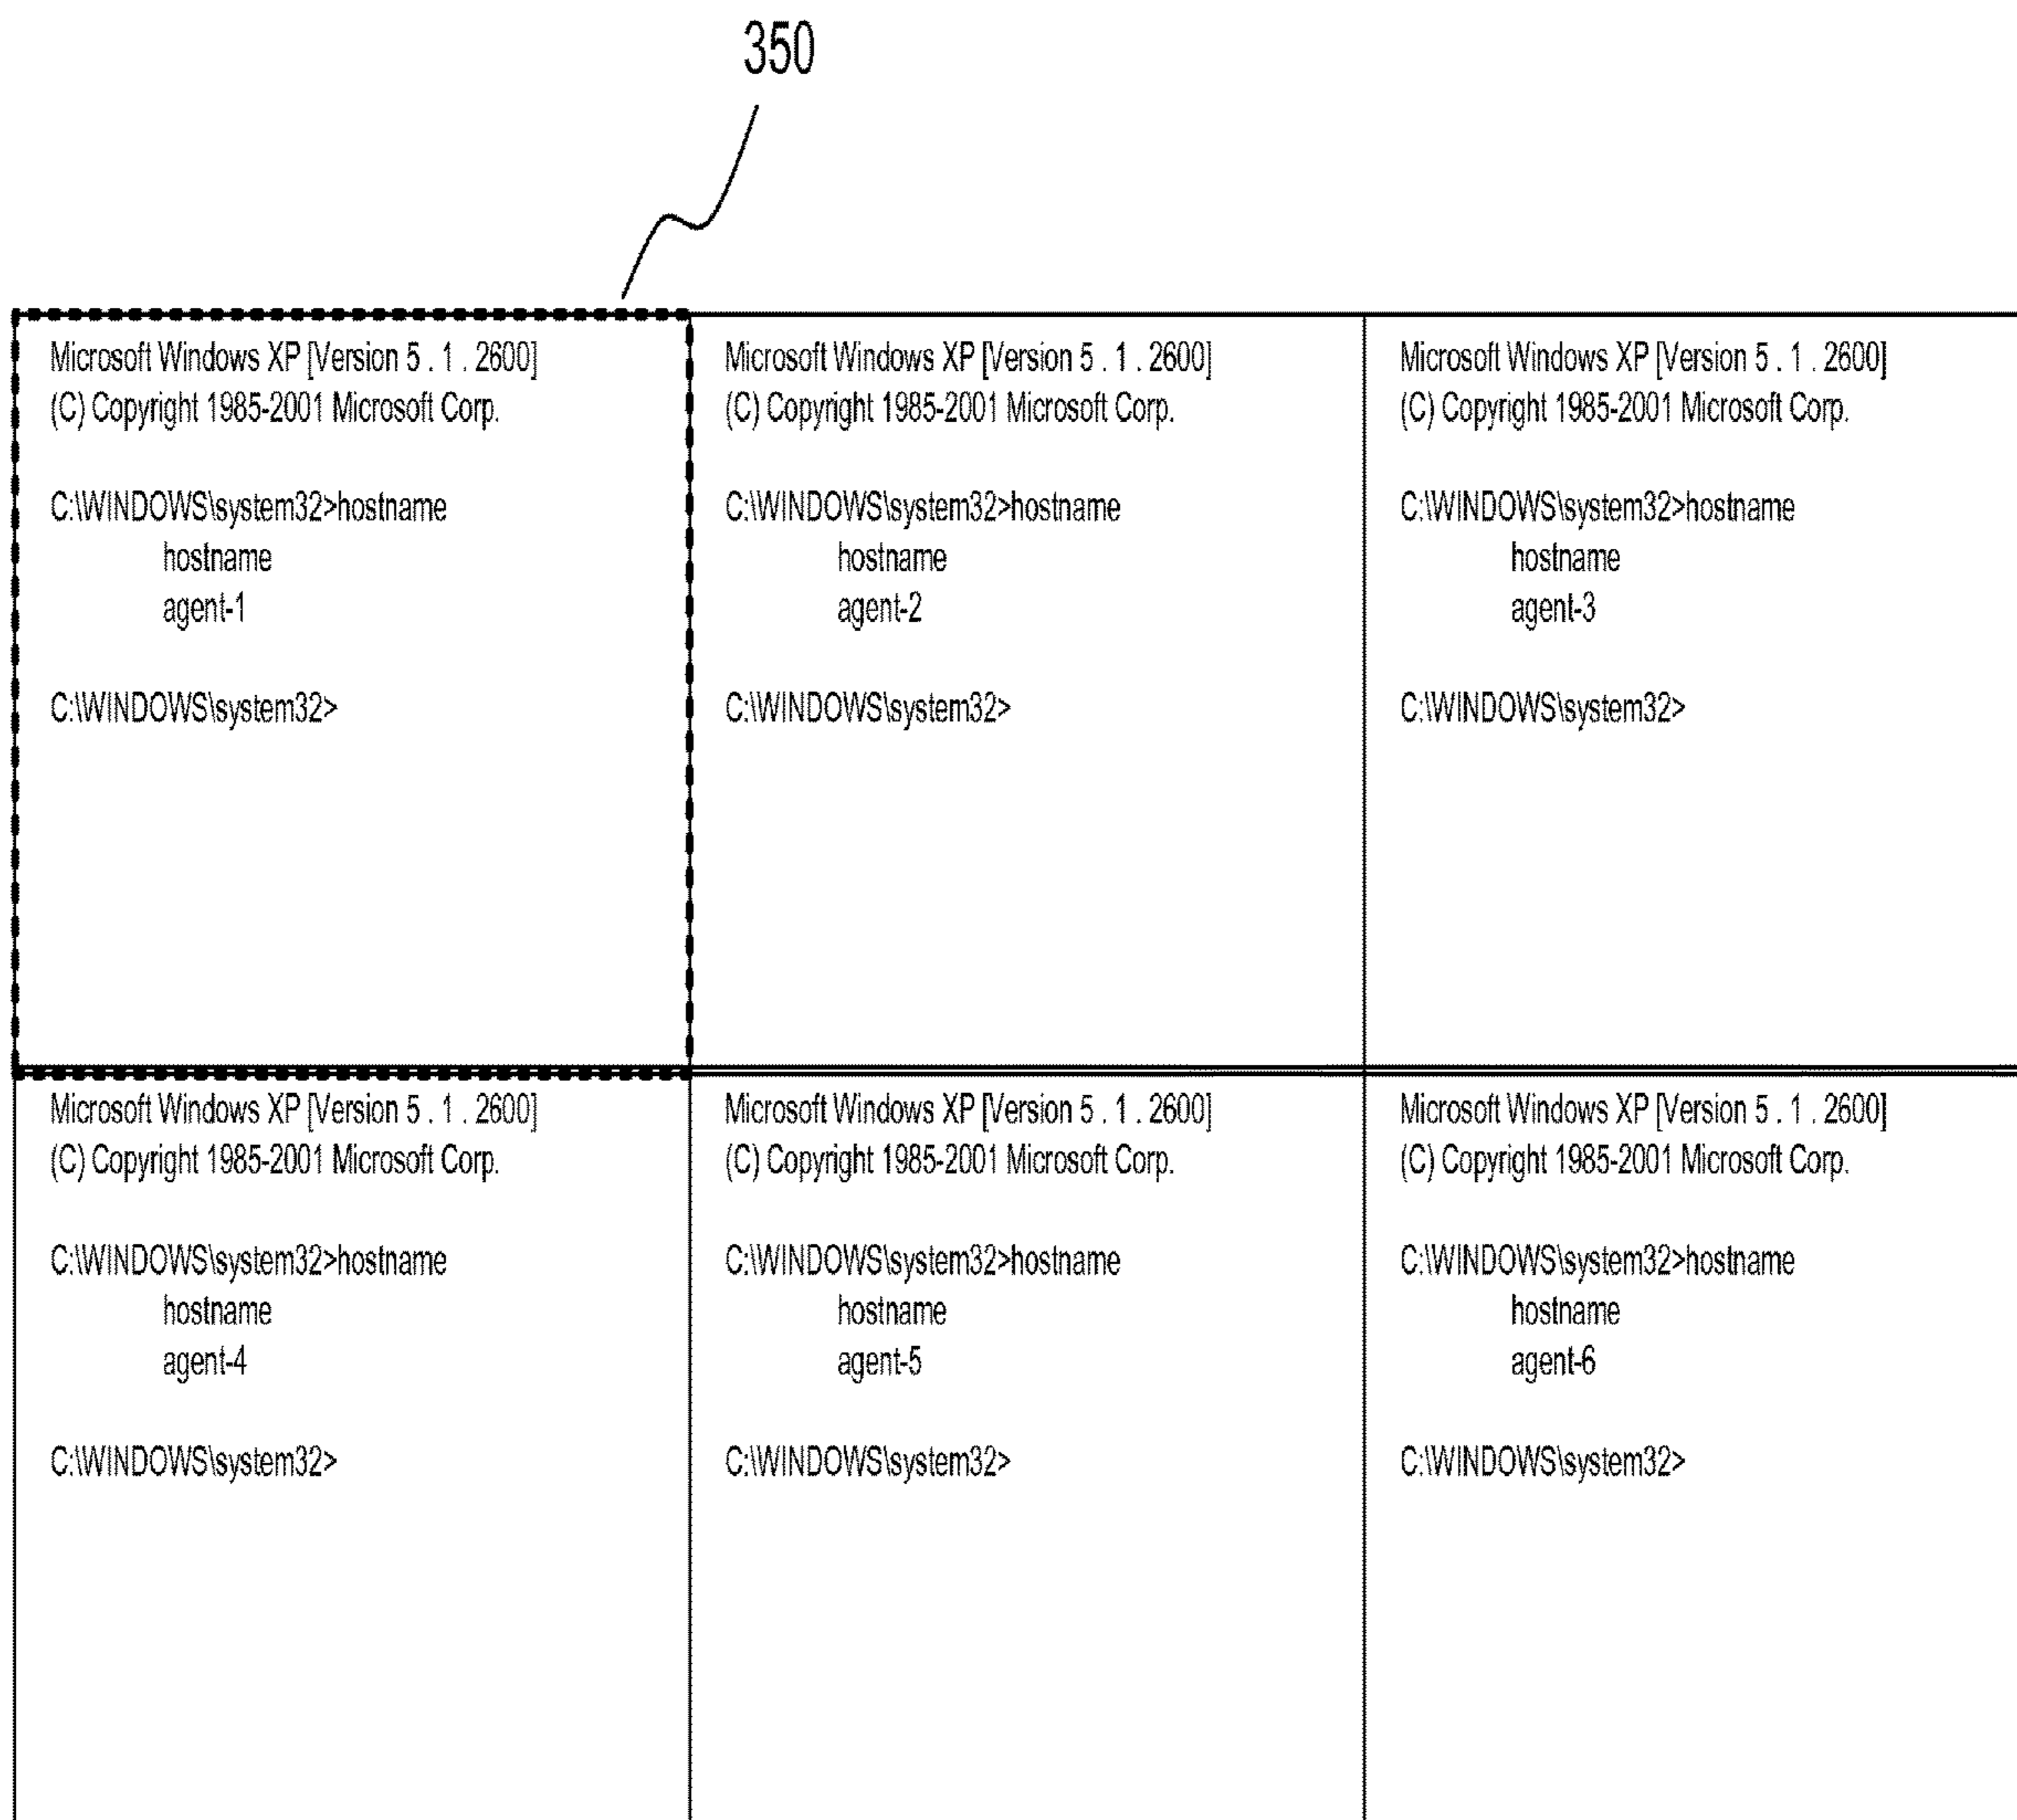 350
Microsoft Windows XP [Version 5 . 1 . 2600]
(C) Copyright 1985-2001 Microsoft Corp.
C:\WINDOWS\system32>hostname
hostname
agent-1
C:\WINDOWS\system32>
Microsoft Windows XP [Version 5 . 1 . 2600]
(C) Copyright 1985-2001 Microsoft Corp.
C:\WINDOWS\system32>hostname
hostname
agent-2
C:\WINDOWS\system32>
Microsoft Windows XP [Version 5 . 1 . 2600]
(C) Copyright 1985-2001 Microsoft Corp.
C:\WINDOWS\system32>hostname
hostname
agent-3
C:\WINDOWS\system32>
Microsoft Windows XP [Version 5 . 1 . 2600]
(C) Copyright 1985-2001 Microsoft Corp.
C:\WINDOWS\system32>hostname
hostname
agent-4
C:\WINDOWS\system32>
Microsoft Windows XP [Version 5 . 1 . 2600]
(C) Copyright 1985-2001 Microsoft Corp.
C:\WINDOWS\system32>hostname
hostname
agent-5
C:\WINDOWS\system32>
Microsoft Windows XP [Version 5 . 1 . 2600]
(C) Copyright 1985-2001 Microsoft Corp.
C:\WINDOWS\system32>hostname
hostname
agent-6
C:\WINDOWS\system32>